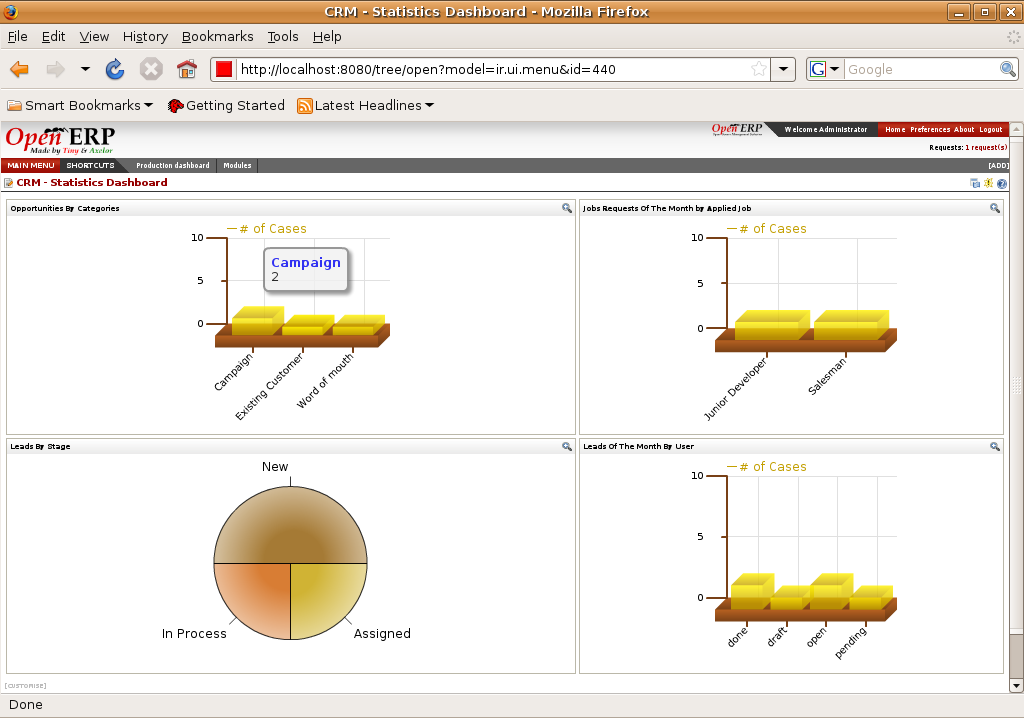 CRM - Statistics Dashboard - Mozilla Firefox
File Edit View History Bookmarks Tools Help
http://localhost:8080/tree/open?model=ir.ui.menu&id=440
G Google
Smart Bookmarks Getting Started Latest Headlines
Open ERP
Made by Tiny & Axelor
Open ERP Welcome Administrator Home Preferences About Logout
Requests: 1 request(s)
MAIN MENU SHORTCUTS Production dashboard Modules [ADD]
CRM - Statistics Dashboard
Opportunities By Categories
# of Cases
10
5
0
Campaign
2
Campaign
Existing Customer
Word of mouth
Jobs Requests Of The Month by Applied Job
# of Cases
10
5
0
Junior Developer
Salesman
Leads By Stage
New
In Process
Assigned
Leads Of The Month By User
# of Cases
10
5
0
done
draft
open
pending
[CUSTOMISE]
Done